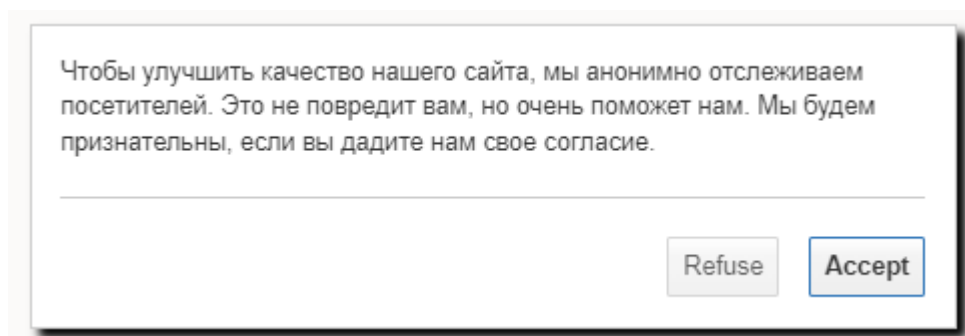 Чтобы улучшить качество нашего сайта, мы анонимно отслеживаем
посетителей. Это не повредит вам, но очень поможет нам. Мы будем
признательны, если вы дадите нам свое согласие.
Refuse Accept